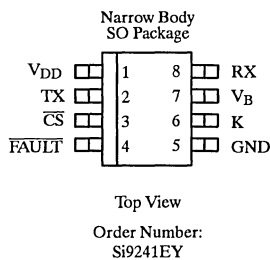 Narrow Body
SO Package
VDD 1 8 RX
TX 2 7 VB
CS 3 6 K
FAULT 4 5 GND
Top View
Order Number:
Si9241EY